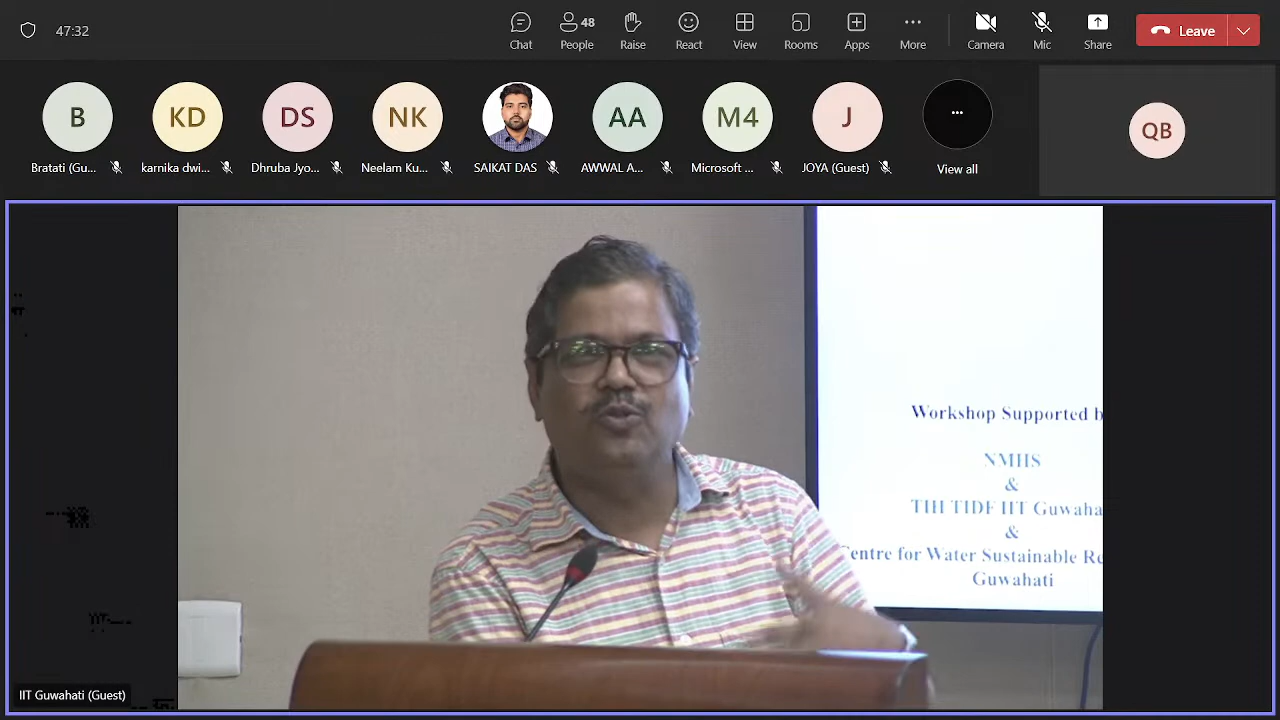 47:32
Chat
48
People
Raise
React
View
Rooms
Apps
More
Camera
Mic
Share
Leave
B
KD
DS
NK
AA
M4
J
QB
Bratati (Gu...
karnika dwi...
Dhruba Jyo...
Neelam Ku...
SAIKAT DAS
AWWAL A...
Microsoft ...
JOYA (Guest)
View all
Workshop Supported b
NMHS
&
TIH TIDF IIT Guwaha
&
Centre for Water Sustainable Re
Guwahati
IIT Guwahati (Guest)